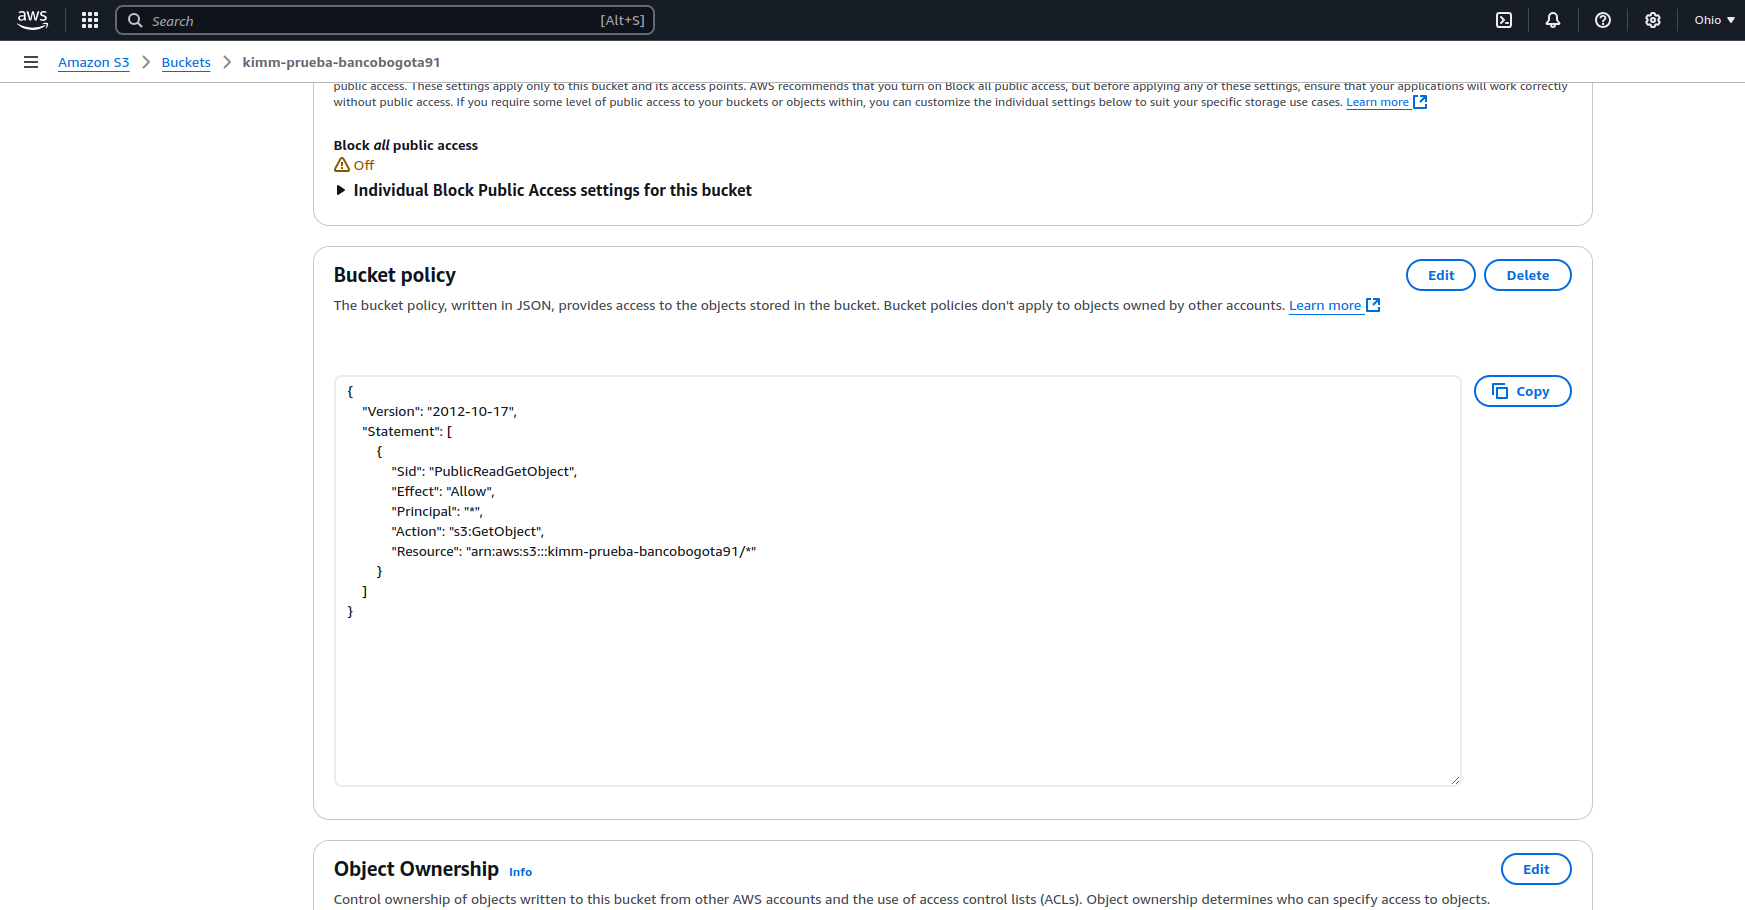 aws Search [Alt+S] Ohio
Amazon S3 Buckets kimm-prueba-bancobogota91
public access. These settings apply only to this bucket and its access points. AWS recommends that you turn on Block all public access, but before applying any of these settings, ensure that your applications will work correctly
without public access. If you require some level of public access to your buckets or objects within, you can customize the individual settings below to suit your specific storage use cases. Learn more
Block all public access
Off
Individual Block Public Access settings for this bucket
Bucket policy Edit Delete
The bucket policy, written in JSON, provides access to the objects stored in the bucket. Bucket policies don't apply to objects owned by other accounts. Learn more
{ Copy
"Version": "2012-10-17",
"Statement": [
{
"Sid": "PublicReadGetObject",
"Effect": "Allow",
"Principal": "*",
"Action": "s3:GetObject",
"Resource": "arn:aws:s3:::kimm-prueba-bancobogota91/*"
}
]
}
Object Ownership Info Edit
Control ownership of objects written to this bucket from other AWS accounts and the use of access control lists (ACLs). Object ownership determines who can specify access to objects.